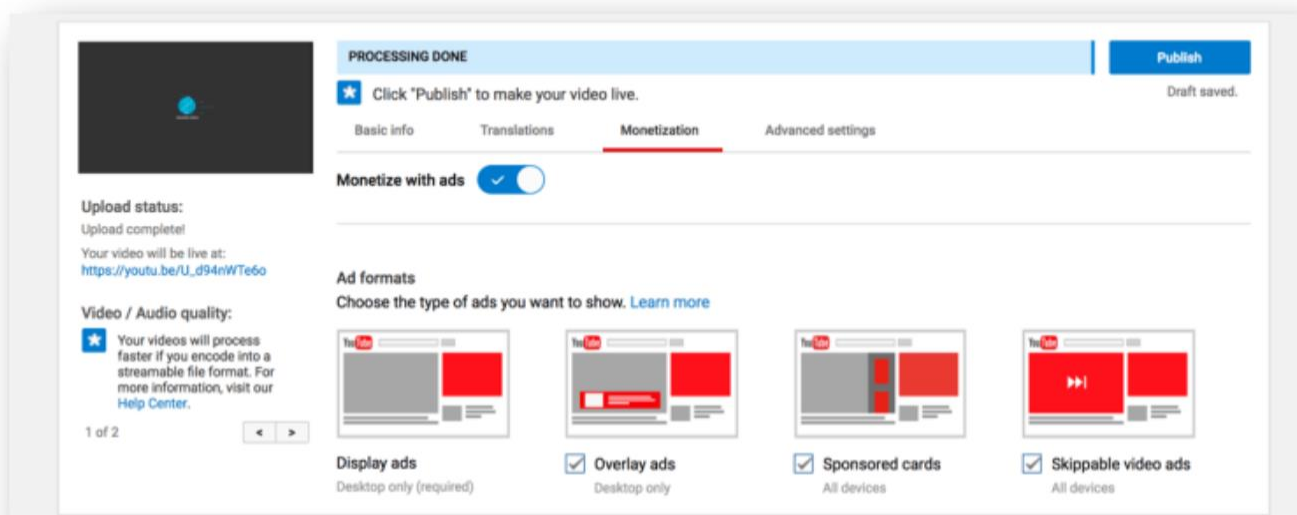 PROCESSING DONE
Publish
Click "Publish" to make your video live.
Draft saved.
Basic info
Translations
Monetization
Advanced settings
Monetize with ads
Upload status:
Upload complete!
Your video will be live at:
https://youtu.be/U_d94nWTe6o
Video / Audio quality:
Your videos will process
faster if you encode into a
streamable file format. For
more information, visit our
Help Center.
1 of 2
< >
Ad formats
Choose the type of ads you want to show. Learn more
YouTube
YouTube
YouTube
YouTube
Display ads
Desktop only (required)
Overlay ads
Desktop only
Sponsored cards
All devices
Skippable video ads
All devices